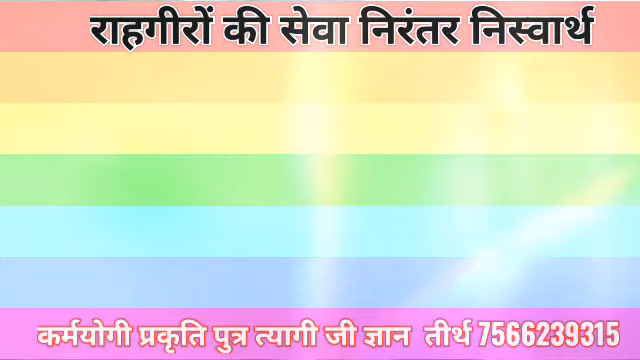 राहगीरों की सेवा निरंतर निस्वार्थ
कर्मयोगी प्रकृति पुत्र त्यागी जी ज्ञान तीर्थ 7566239315